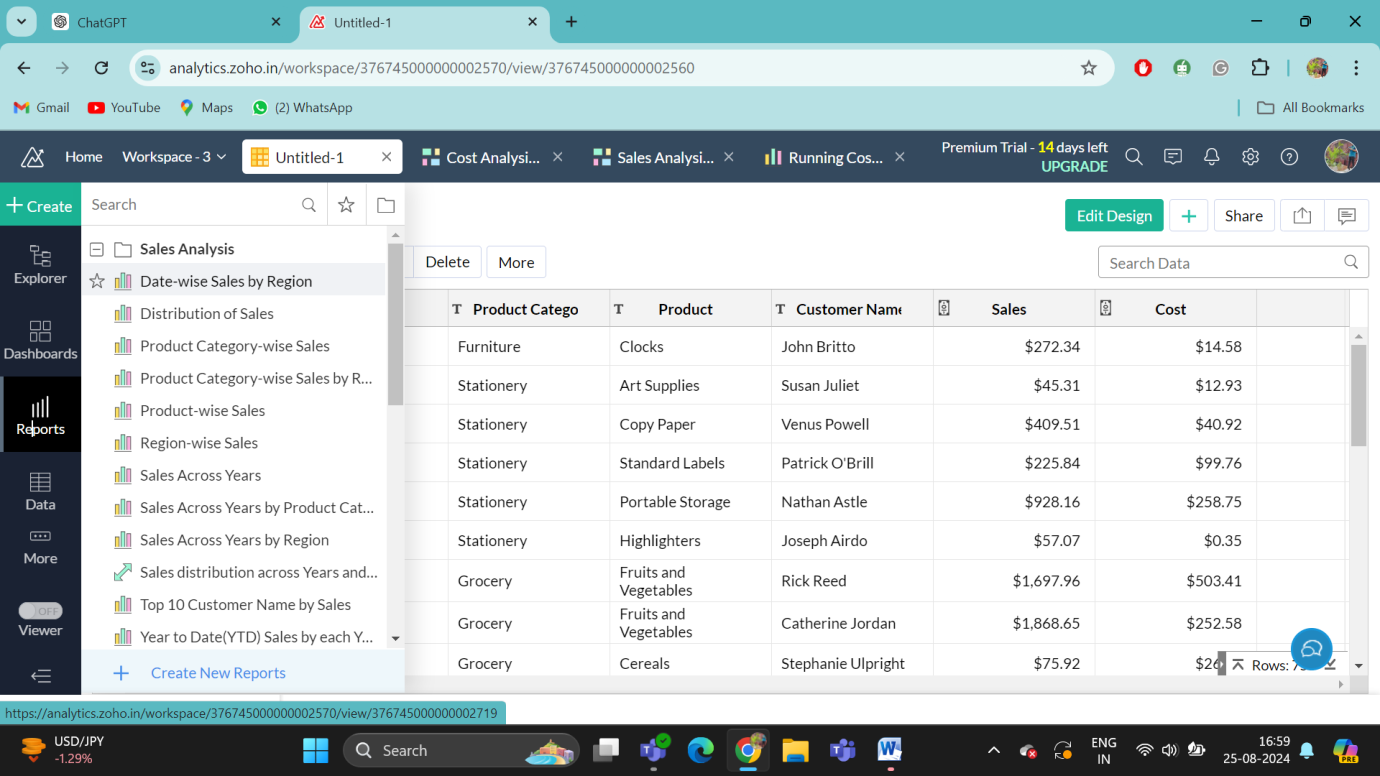 ChatGPT
Untitled-1
analytics.zoho.in/workspace/376745000000002570/view/376745000000002560
Gmail
YouTube
Maps
(2) WhatsApp
All Bookmarks
Home
Workspace - 3
Untitled-1
Cost Analysi...
Sales Analysi...
Running Cos...
Premium Trial - 14 days left
UPGRADE
Create
Search
Edit Design
Share
Explorer
Dashboards
Reports
Data
More
OFF
Viewer
Sales Analysis
Date-wise Sales by Region
Distribution of Sales
Product Category-wise Sales
Product Category-wise Sales by R...
Product-wise Sales
Region-wise Sales
Sales Across Years
Sales Across Years by Product Cat...
Sales Across Years by Region
Sales distribution across Years and...
Top 10 Customer Name by Sales
Year to Date(YTD) Sales by each Y...
Create New Reports
Delete
More
Search Data
T Product Catego T Product T Customer Name Sales Cost
Furniture Clocks John Britto $272.34 $14.58
Stationery Art Supplies Susan Juliet $45.31 $12.93
Stationery Copy Paper Venus Powell $409.51 $40.92
Stationery Standard Labels Patrick O'Brill $225.84 $99.76
Stationery Portable Storage Nathan Astle $928.16 $258.75
Stationery Highlighters Joseph Airdo $57.07 $0.35
Grocery Fruits and Vegetables Rick Reed $1,697.96 $503.41
Grocery Fruits and Vegetables Catherine Jordan $1,868.65 $252.58
Grocery Cereals Stephanie Ulpright $75.92
Rows:
https://analytics.zoho.in/workspace/376745000000002570/view/376745000000002719
USD/JPY
-1.29%
Search
ENG
IN
16:59
25-08-2024
PRE